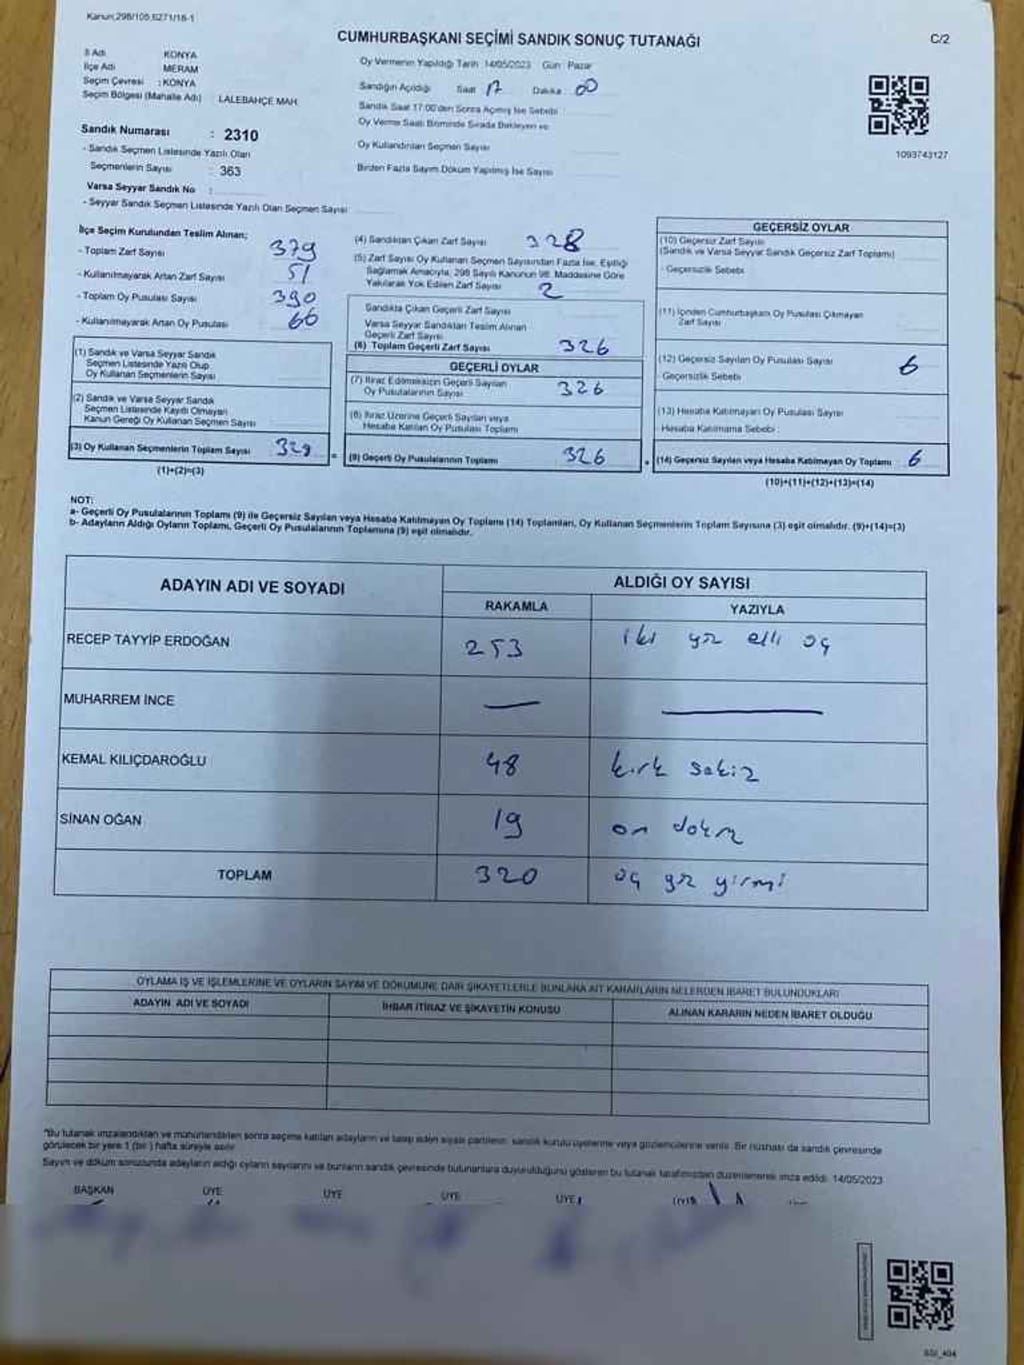 Kanun;298/105,6271/16-1
C/2
CUMHURBAŞKANI SEÇİMİ SANDIK SONUÇ TUTANAĞI
İl Adı KONYA
İlçe Adı MERAM
Seçim Çevresi : KONYA
Seçim Bölgesi (Mahalle Adı) LALEBAHÇE MAH.
Sandık Numarası : 2310
- Sandık Seçmen Listesinde Yazılı Olan
Seçmenlerin Sayısı : 363
Varsa Seyyar Sandık No :
- Seyyar Sandık Seçmen Listesinde Yazılı Olan Seçmen Sayısı
Oy Vermenin Yapıldığı Tarih 14/05/2023 Gün: Pazar
Sandığın Açıldığı Saat 17 Dakika 00
Sandık Saat 17:00'den Sonra Açılmış İse Sebebi
Oy Verme Saati Bitiminde Sırada Bekleyen ve
Oy Kullandırılan Seçmen Sayısı
Birden Fazla Sayım Döküm Yapılmış İse Sayısı
1093743127
İlçe Seçim Kurulundan Teslim Alınan;
- Toplam Zarf Sayısı 379
- Kullanılmayarak Artan Zarf Sayısı 51
- Toplam Oy Pusulası Sayısı 390
- Kullanılmayarak Artan Oy Pusulası 66
(1) Sandık ve Varsa Seyyar Sandık
Seçmen Listesinde Yazılı Olup
Oy Kullanan Seçmenlerin Sayısı
(2) Sandık ve Varsa Seyyar Sandık
Seçmen Listesinde Kayıtlı Olmayan
Kanun Gereği Oy Kullanan Seçmen Sayısı
(3) Oy Kullanan Seçmenlerin Toplam Sayısı 329
(1)+(2)=(3)
(4) Sandıktan Çıkan Zarf Sayısı 328
(5) Zarf Sayısı Oy Kullanan Seçmen Sayısından Fazla İse, Eşitliği
Sağlamak Amacıyla, 298 Sayılı Kanunun 98. Maddesine Göre
Yakılarak Yok Edilen Zarf Sayısı 2
Sandıkta Çıkan Geçerli Zarf Sayısı
Varsa Seyyar Sandıktan Teslim Alınan
Geçerli Zarf Sayısı
(6) Toplam Geçerli Zarf Sayısı 326
GEÇERLİ OYLAR
(7) İtiraz Edilmeksizin Geçerli Sayılan
Oy Pusulalarının Sayısı 326
(8) İtiraz Üzerine Geçerli Sayılan veya
Hesaba Katılan Oy Pusulası Toplamı
= (9) Geçerli Oy Pusulalarının Toplamı 326
GEÇERSİZ OYLAR
(10) Geçersiz Zarf Sayısı
(Sandık ve Varsa Seyyar Sandık Geçersiz Zarf Toplamı)
- Geçersizlik Sebebi
(11) İçinden Cumhurbaşkanı Oy Pusulası Çıkmayan
Zarf Sayısı
(12) Geçersiz Sayılan Oy Pusulası Sayısı 6
- Geçersizlik Sebebi
(13) Hesaba Katılmayan Oy Pusulası Sayısı
- Hesaba Katılmama Sebebi :
+ (14) Geçersiz Sayılan veya Hesaba Katılmayan Oy Toplamı 6
(10)+(11)+(12)+(13)=(14)
NOT:
a- Geçerli Oy Pusulalarının Toplamı (9) ile Geçersiz Sayılan veya Hesaba Katılmayan Oy Toplamı (14) Toplamları, Oy Kullanan Seçmenlerin Toplam Sayısına (3) eşit olmalıdır. (9)+(14)=(3)
b- Adayların Aldığı Oyların Toplamı, Geçerli Oy Pusulalarının Toplamına (9) eşit olmalıdır.
ADAYIN ADI VE SOYADI ALDIĞI OY SAYISI
RAKAMLA YAZIYLA
RECEP TAYYİP ERDOĞAN 253 iki yüz elli üç
MUHARREM İNCE —
KEMAL KILIÇDAROĞLU 48 kırk sekiz
SİNAN OĞAN 19 on dokuz
TOPLAM 320 üç yüz yirmi
OYLAMA İŞ VE İŞLEMLERİNE VE OYLARIN SAYIM VE DÖKÜMÜNE DAİR ŞİKAYETLERLE BUNLARA AİT KARARLARIN NELERDEN İBARET BULUNDUKLARI
ADAYIN ADI VE SOYADI İHBAR İTİRAZ VE ŞİKAYETİN KONUSU ALINAN KARARIN NEDEN İBARET OLDUĞU
*Bu tutanak imzalandıktan ve mühürlendikten sonra seçime katılan adayların ve talep eden siyasi partilerin sandık kurulu üyelerine veya gözlemcilerine verilir. Bir nüshası da sandık çevresinde
görülecek bir yere 1 (bir ) hafta süreyle asılır.
Sayım ve döküm sonucunda adayların aldığı oyların sayılarını ve bunların sandık çevresinde bulunanlara duyurulduğunu gösteren bu tutanak tarafımızdan düzenlenerek imza edildi. 14/05/2023
BAŞKAN ÜYE ÜYE ÜYE ÜYE ÜYE